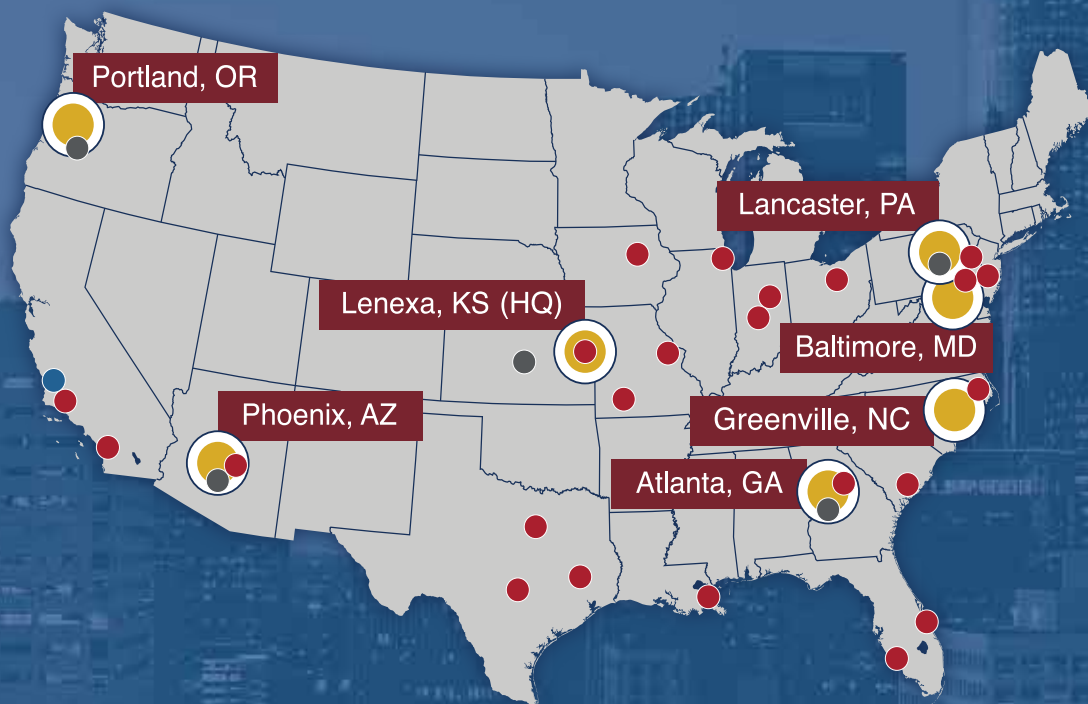 Portland, OR
Lancaster, PA
Lenexa, KS (HQ)
Baltimore, MD
Phoenix, AZ
Greenville, NC
Atlanta, GA